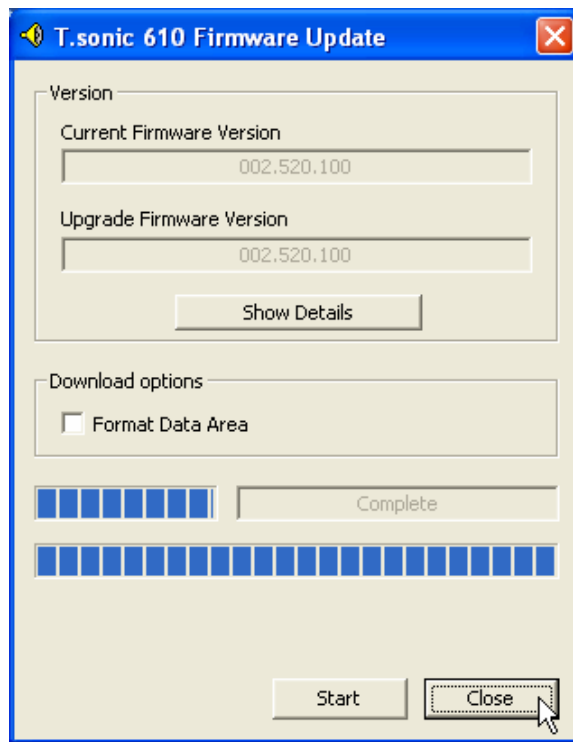 T.sonic 610 Firmware Update
Version
Current Firmware Version
002.520.100
Upgrade Firmware Version
002.520.100
Show Details
Download options
Format Data Area
Complete
Start Close